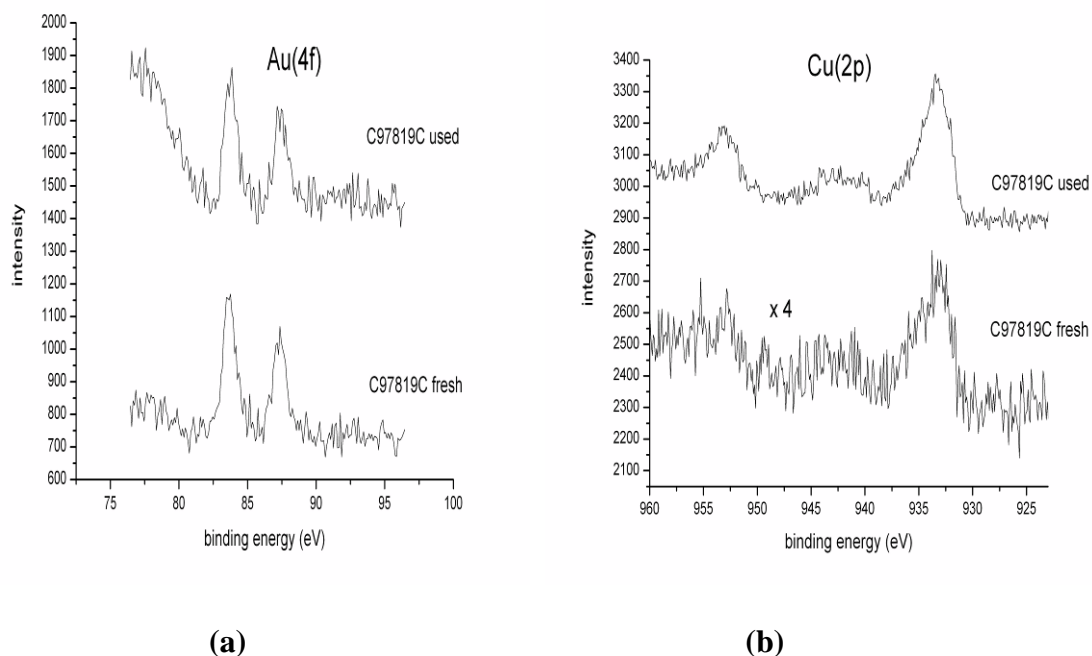 Au(4f)
C97819C used
C97819C fresh
intensity
2000
1900
1800
1700
1600
1500
1400
1300
1200
1100
1000
900
800
700
600
75 80 85 90 95 100
binding energy (eV)
(a)
Cu(2p)
C97819C used
x 4
C97819C fresh
intensity
3400
3300
3200
3100
3000
2900
2800
2700
2600
2500
2400
2300
2200
2100
960 955 950 945 940 935 930 925
binding energy (eV)
(b)